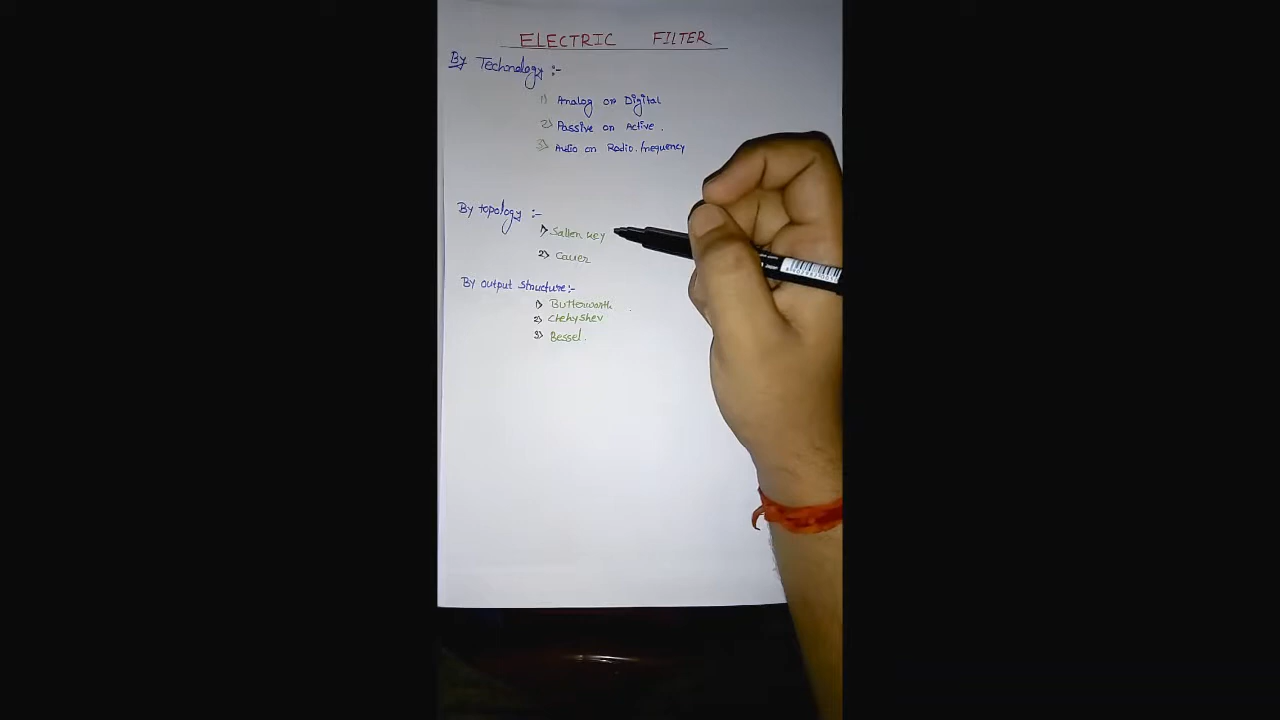 ELECTRIC FILTER
By Technology :-
1) Analog or Digital
2) Passive or Active.
3) Audio or Radio.frequency
By topology :-
1) Sallen key
2) Cauer
By output structure:-
1) Butterworth
2) Chebyshev
3) Bessel.